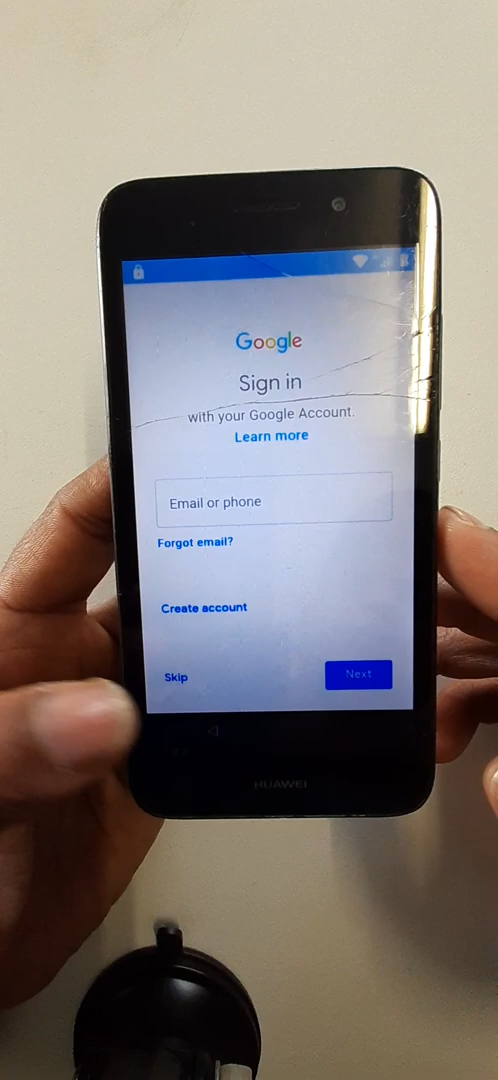 Google
Sign in
with your Google Account.
Learn more
Email or phone
Forgot email?
Create account
Skip
Next
HUAWEI